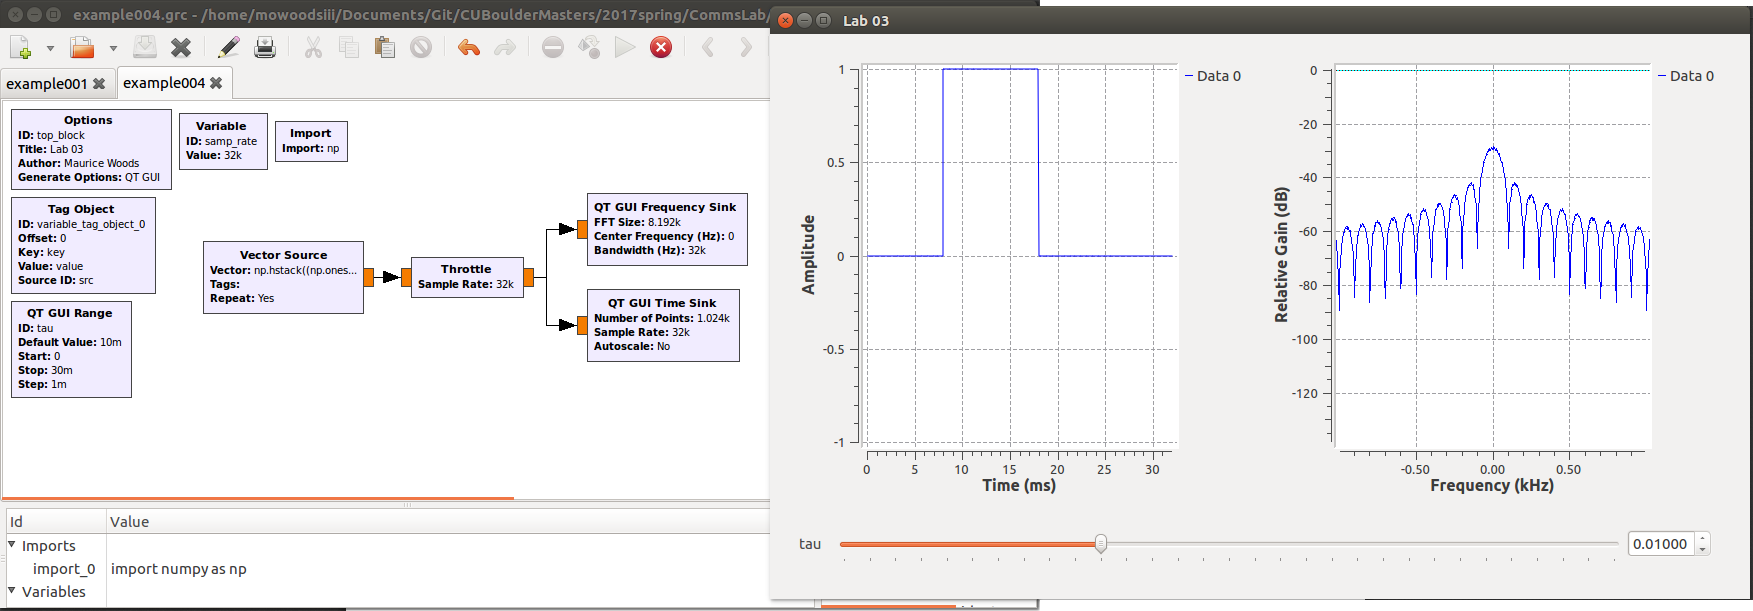 example004.grc - /home/mowoodsiii/Documents/Git/CUBoulderMasters/2017spring/CommsLab/
example001
example004
Options
ID: top_block
Title: Lab 03
Author: Maurice Woods
Generate Options: QT GUI
Variable
ID: samp_rate
Value: 32k
Import
Import: np
Tag Object
ID: variable_tag_object_0
Offset: 0
Key: key
Value: value
Source ID: src
QT GUI Range
ID: tau
Default Value: 10m
Start: 0
Stop: 30m
Step: 1m
Vector Source
Vector: np.hstack((np.ones...
Tags:
Repeat: Yes
Throttle
Sample Rate: 32k
QT GUI Frequency Sink
FFT Size: 8.192k
Center Frequency (Hz): 0
Bandwidth (Hz): 32k
QT GUI Time Sink
Number of Points: 1.024k
Sample Rate: 32k
Autoscale: No
Id Value
Imports
import_0 import numpy as np
Variables
Lab 03
1
0.5
0
-0.5
-1
Amplitude
0 5 10 15 20 25 30
Time (ms)
Data 0
0
-20
-40
-60
-80
-100
-120
Relative Gain (dB)
-0.50 0.00 0.50
Frequency (kHz)
Data 0
tau 0.01000